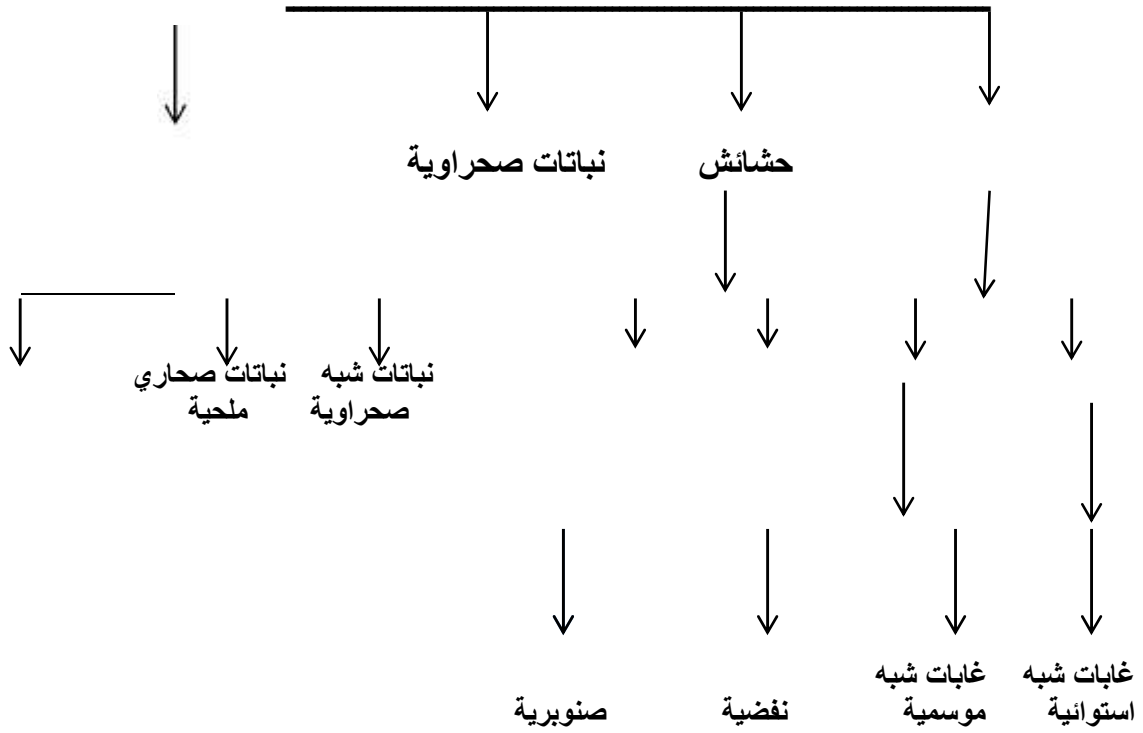 حشائش
نباتات صحراوية
نباتات شبه
صحراوية
نباتات صحاري
ملحية
غابات شبه
استوائية
غابات شبه
موسمية
نفضية
صنوبرية